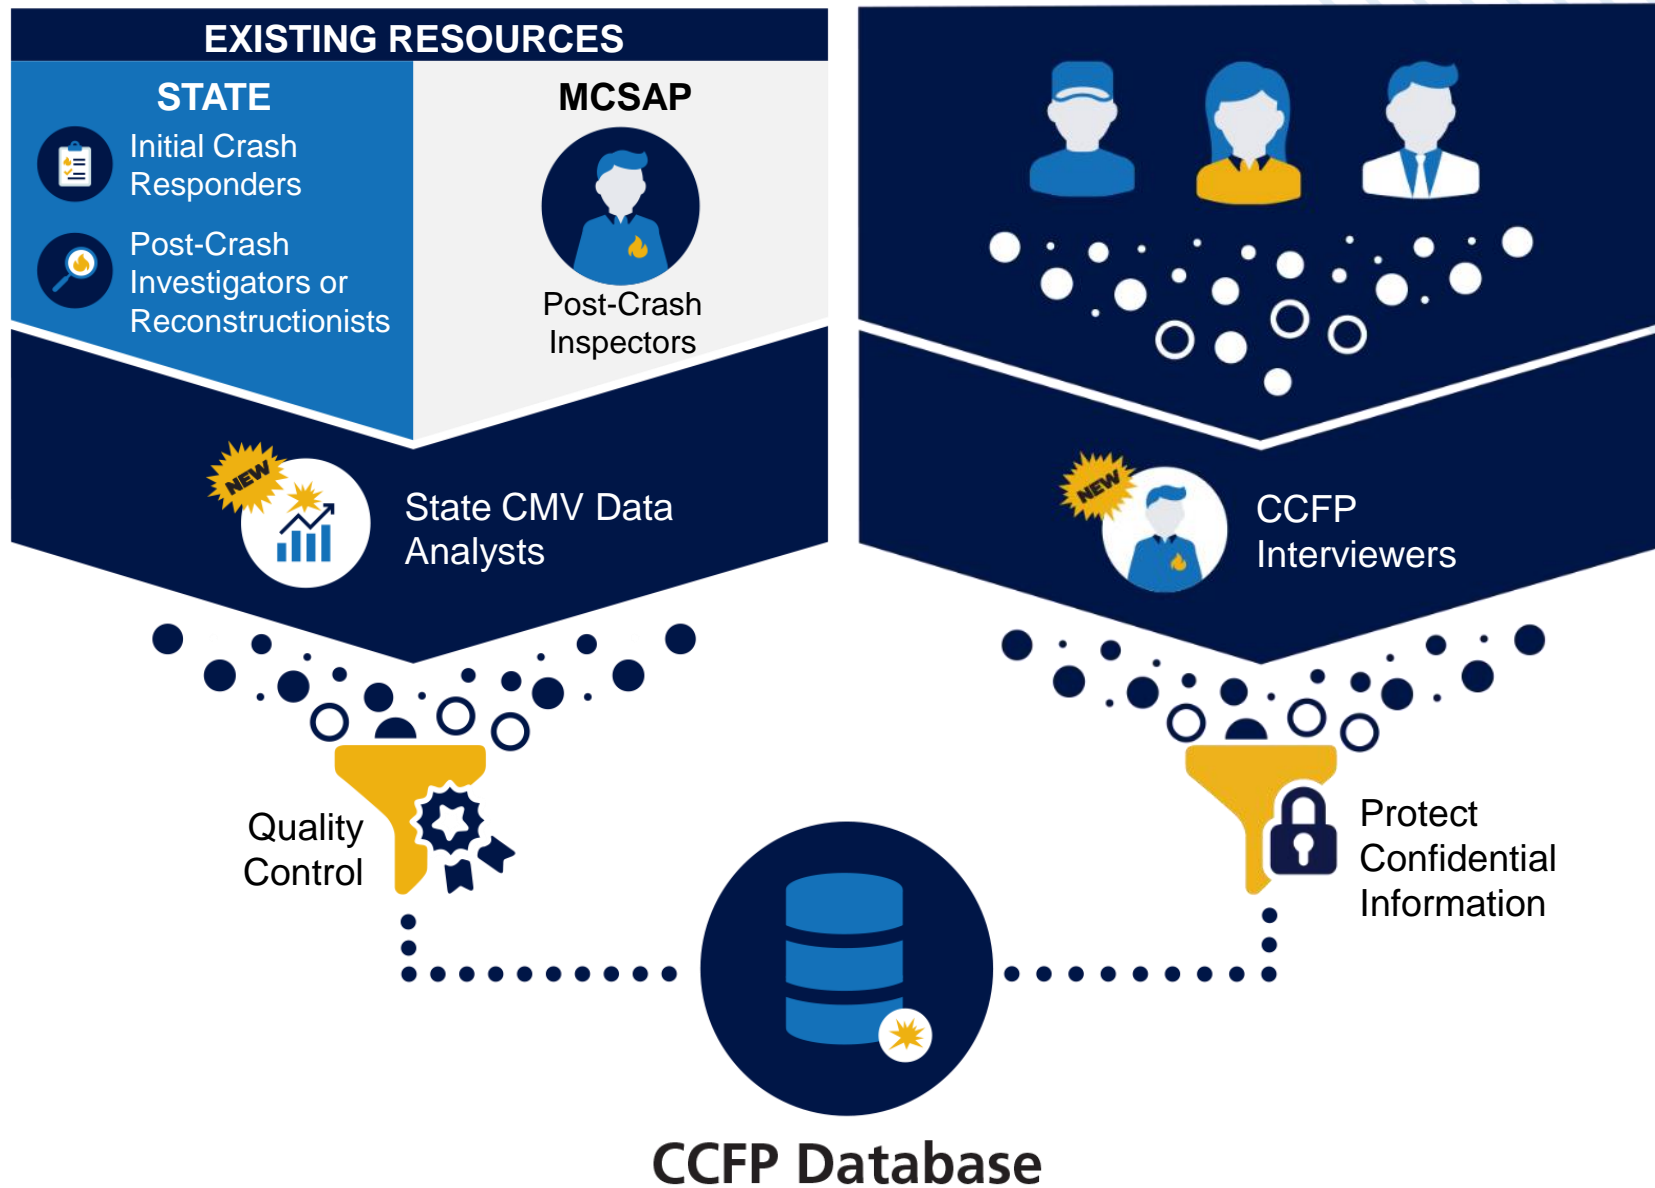 EXISTING RESOURCES
STATE
Initial Crash
Responders
Post-Crash
Investigators or
Reconstructionists
MCSAP
Post-Crash
Inspectors
NEW
State CMV Data
Analysts
NEW
CCFP
Interviewers
Quality
Control
Protect
Confidential
Information
CCFP Database